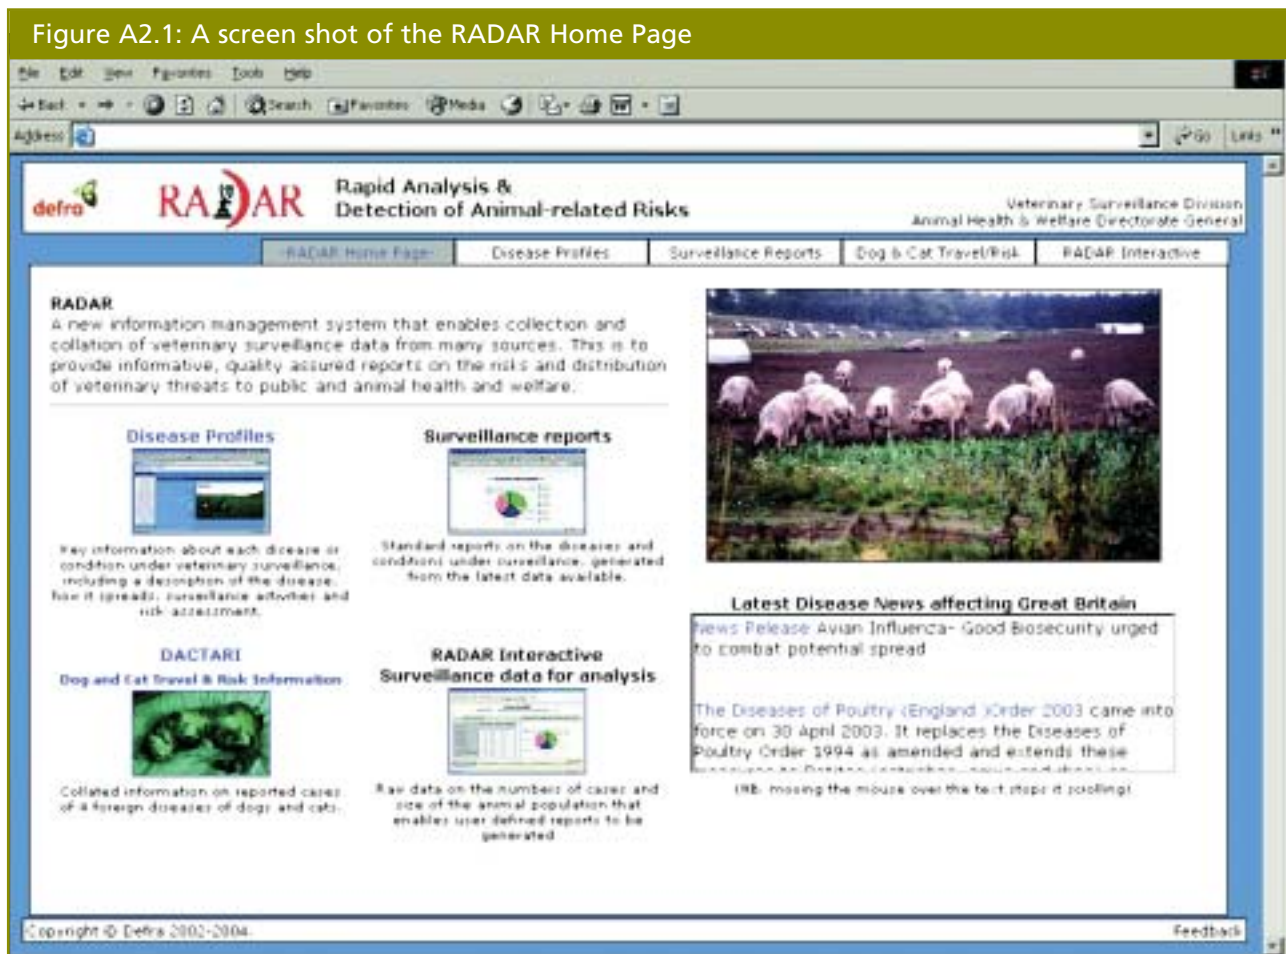 Figure A2.1: A screen shot of the RADAR Home Page
File Edit View Favorites Tools Help
Back Search Favorites Media
Address Go Links
defra RADAR Rapid Analysis &
Detection of Animal-related Risks
Veterinary Surveillance Division
Animal Health & Welfare Directorate General
-RADAR Home Page- Disease Profiles Surveillance Reports Dog & Cat Travel/Risk RADAR Interactive
RADAR
A new information management system that enables collection and
collation of veterinary surveillance data from many sources. This is to
provide informative, quality assured reports on the risks and distribution
of veterinary threats to public and animal health and welfare.
Disease Profiles
Key information about each disease or
condition under veterinary surveillance,
including a description of the disease,
how it spreads, surveillance activities and
risk assessment.
Surveillance reports
Standard reports on the diseases and
conditions under surveillance, generated
from the latest data available.
DACTARI
Dog and Cat Travel & Risk Information
Collated information on reported cases
of 4 foreign diseases of dogs and cats.
RADAR Interactive
Surveillance data for analysis
Raw data on the numbers of cases and
size of the animal population that
enables user defined reports to be
generated
Latest Disease News affecting Great Britain
News Release Avian Influenza- Good Biosecurity urged
to combat potential spread
The Diseases of Poultry (England )Order 2003 came into
force on 30 April 2003. It replaces the Diseases of
Poultry Order 1994 as amended and extends these
(NB. moving the mouse over the text stops it scrolling)
Copyright © Defra 2002-2004.
Feedback